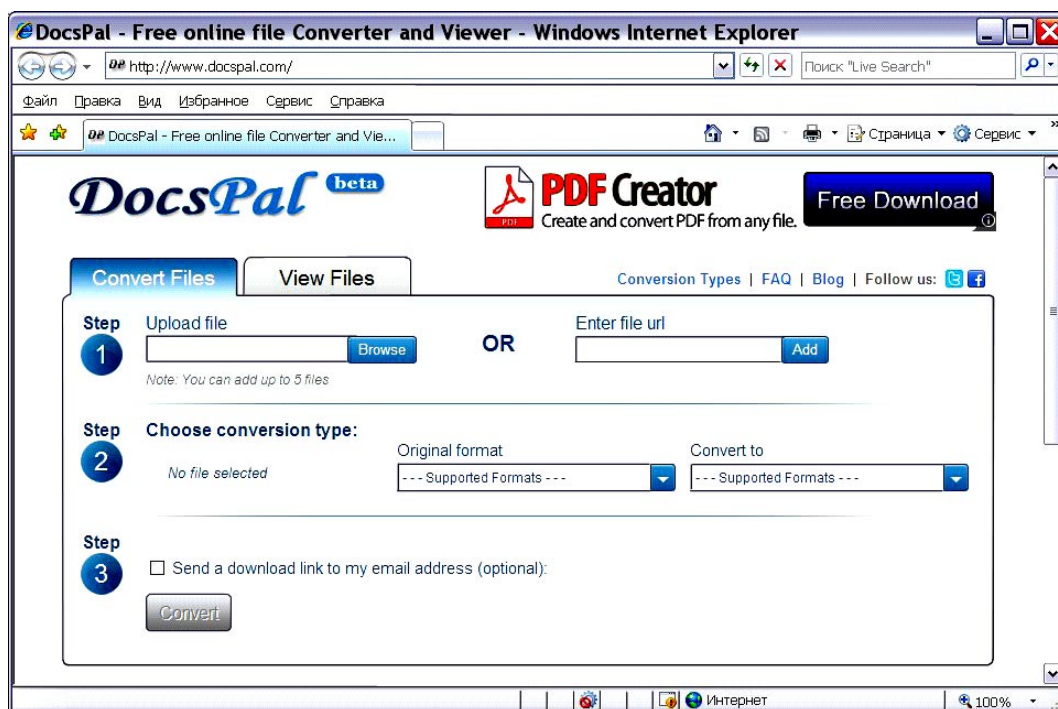 DocsPal - Free online file Converter and Viewer - Windows Internet Explorer
DP http://www.docspal.com/
Поиск "Live Search"
Файл Правка Вид Избранное Сервис Справка
DP DocsPal - Free online file Converter and Vie...
Страница Сервис »
DocsPal beta
PDF
PDF Creator
Create and convert PDF from any file.
Free Download
Convert Files
View Files
Conversion Types | FAQ | Blog | Follow us:
Step
1
Upload file
Browse
Note: You can add up to 5 files
OR
Enter file url
Add
Step
2
Choose conversion type:
No file selected
Original format
--- Supported Formats ---
Convert to
--- Supported Formats ---
Step
3
Send a download link to my email address (optional):
Convert
Интернет
100%